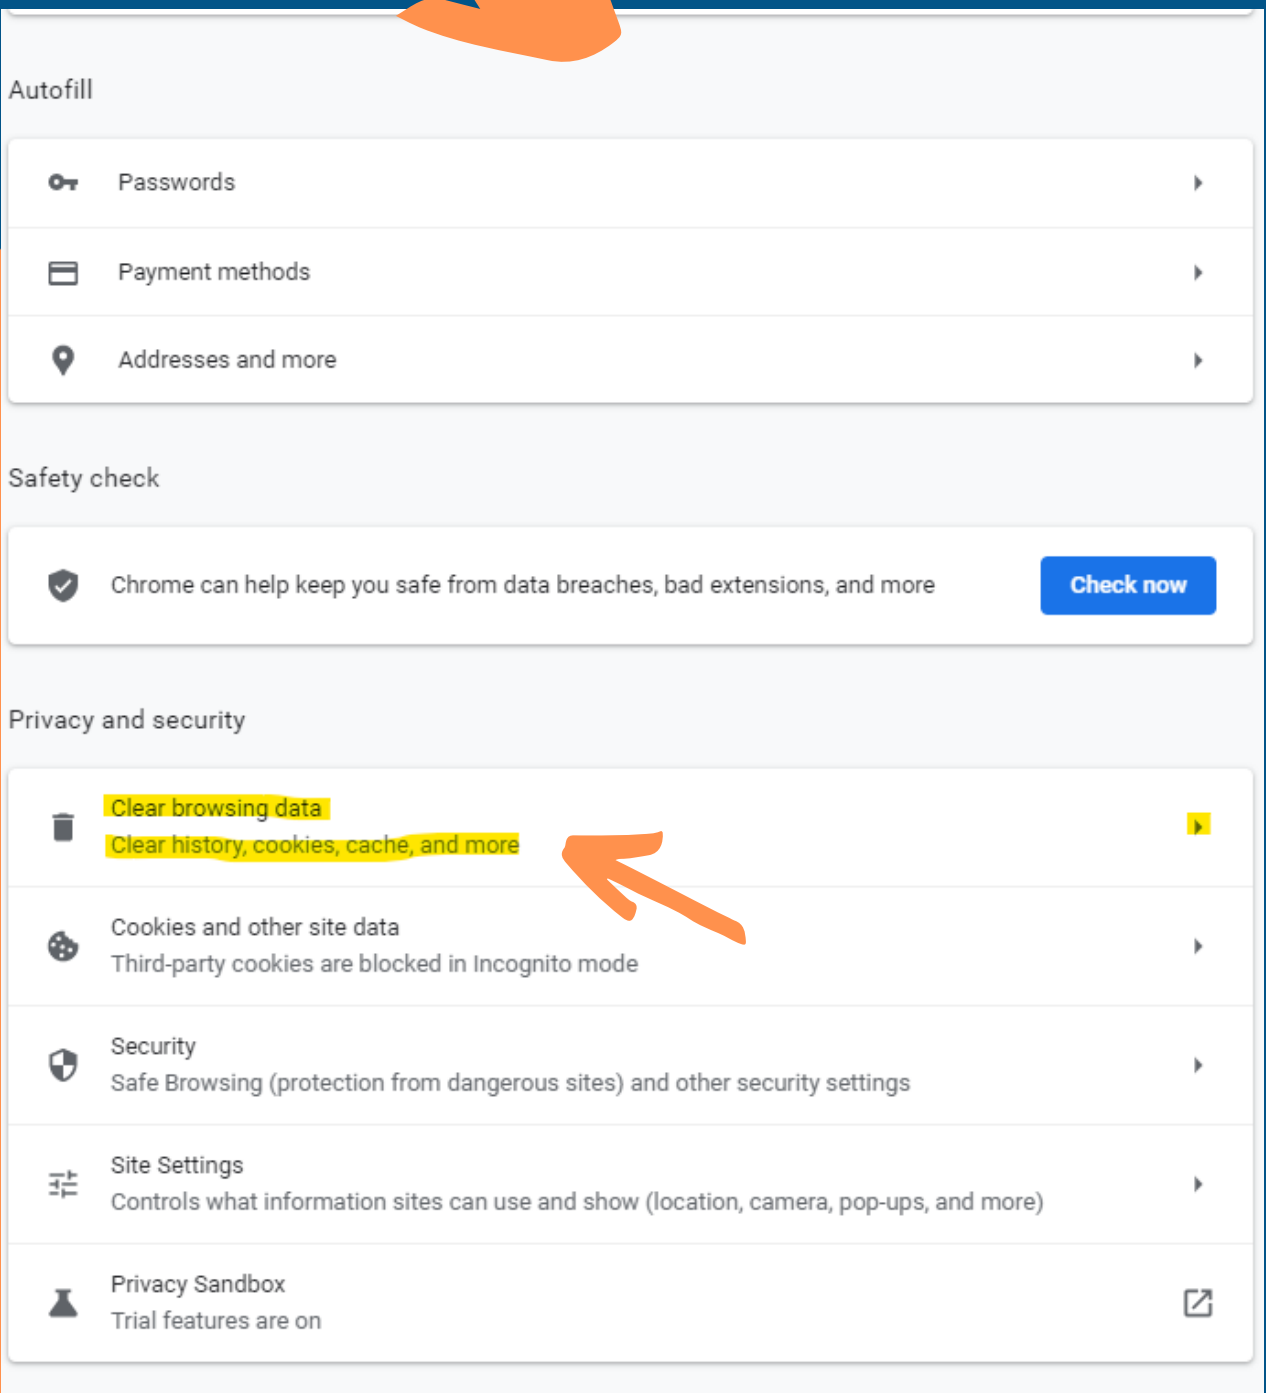 Autofill
Passwords
Payment methods
Addresses and more
Safety check
Chrome can help keep you safe from data breaches, bad extensions, and more
Check now
Privacy and security
Clear browsing data
Clear history, cookies, cache, and more
Cookies and other site data
Third-party cookies are blocked in Incognito mode
Security
Safe Browsing (protection from dangerous sites) and other security settings
Site Settings
Controls what information sites can use and show (location, camera, pop-ups, and more)
Privacy Sandbox
Trial features are on